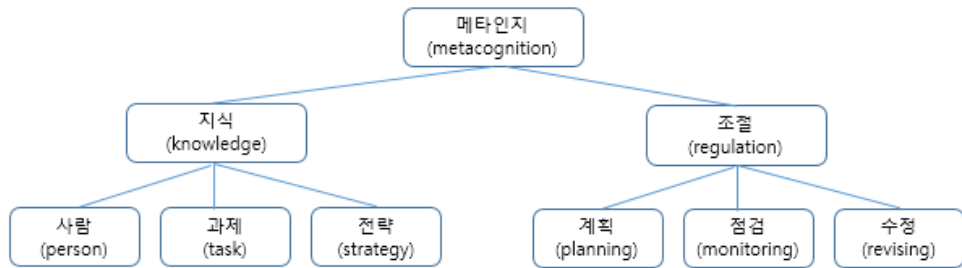 메타인지
(metacognition)
지식
(knowledge)
조절
(regulation)
사람
(person)
과제
(task)
전략
(strategy)
계획
(planning)
점검
(monitoring)
수정
(revising)